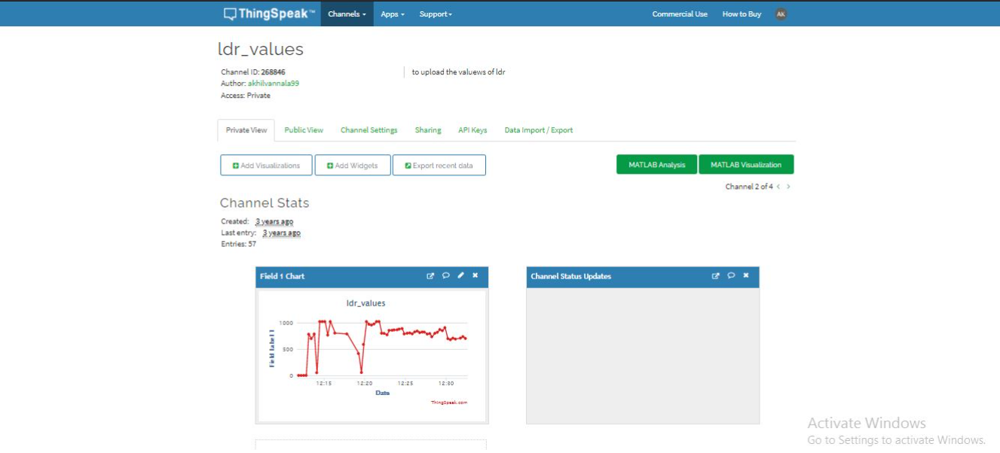 ThingSpeak™ Channels Apps Support Commercial Use How to Buy AK
ldr_values
Channel ID: 268846
to upload the valuews of ldr
Author: akhilvannala99
Access: Private
Private View Public View Channel Settings Sharing API Keys Data Import / Export
Add Visualizations Add Widgets Export recent data MATLAB Analysis MATLAB Visualization
Channel 2 of 4 < >
Channel Stats
Created: 3 years ago
Last entry: 3 years ago
Entries: 57
Field 1 Chart
ldr_values
Field Label 1
1000
500
0
12:15 12:20 12:25 12:30
Date
ThingSpeak.com
Channel Status Updates
Activate Windows
Go to Settings to activate Windows.